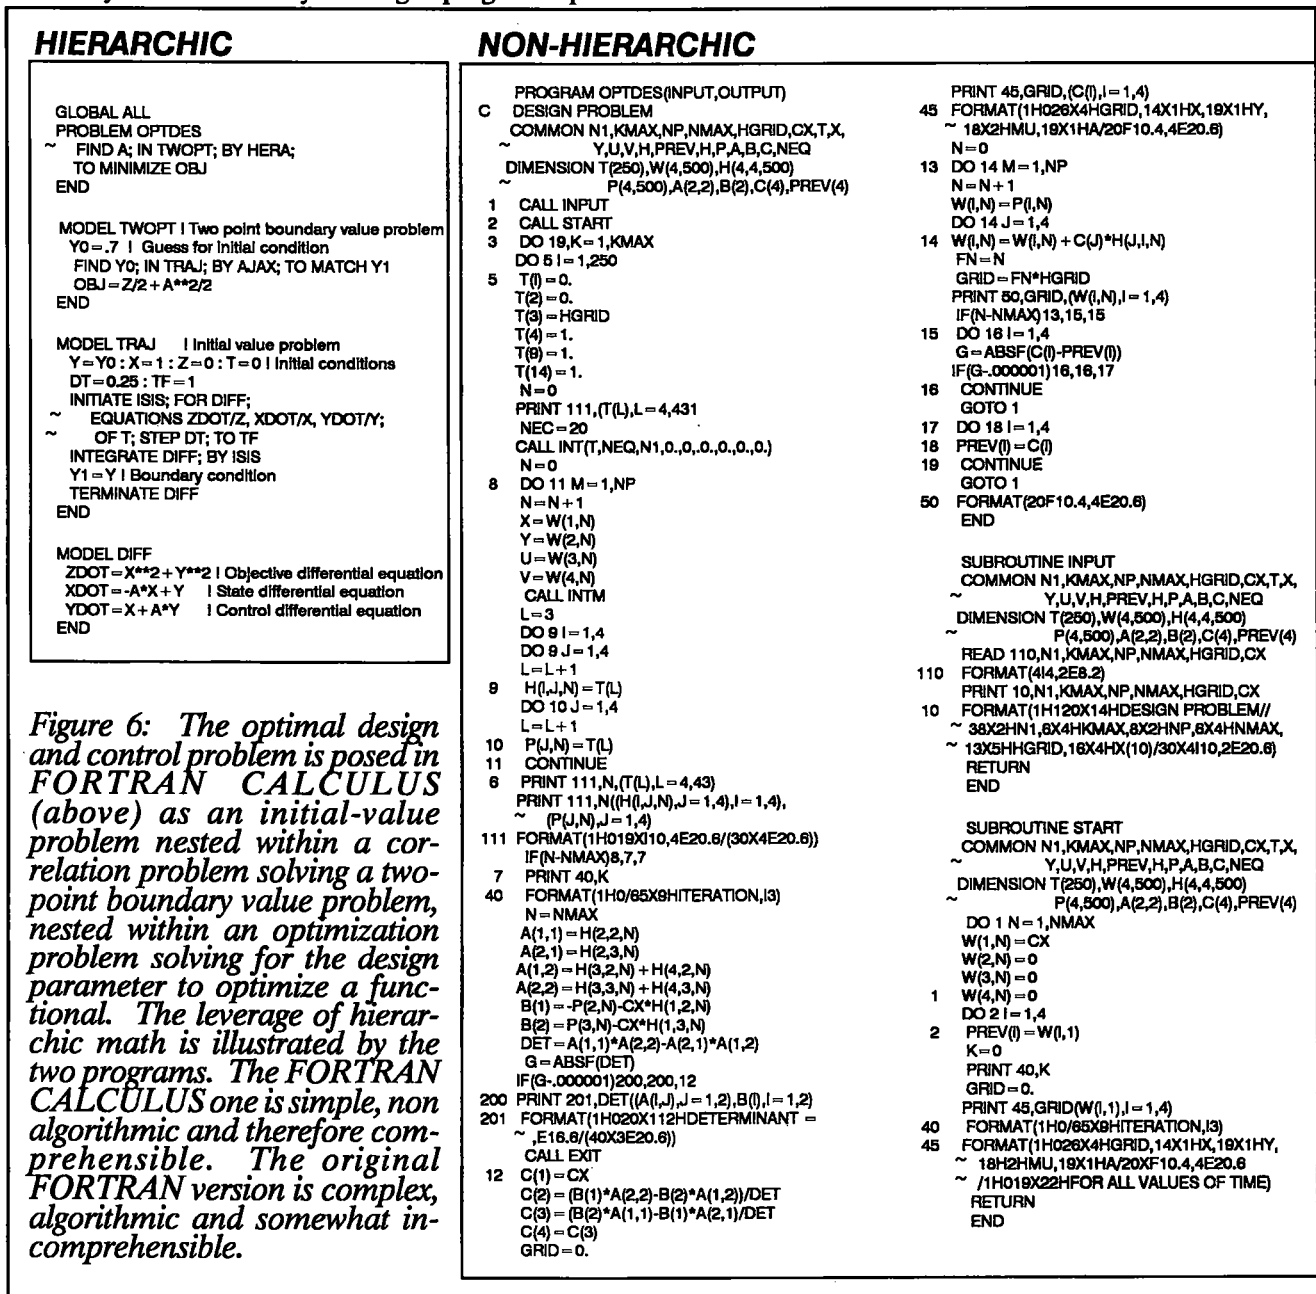 HIERARCHIC
GLOBAL ALL
PROBLEM OPTDES
~ FIND A; IN TWOPT; BY HERA;
TO MINIMIZE OBJ
END
MODEL TWOPT ! Two point boundary value problem
Y0=.7 ! Guess for initial condition
FIND Y0; IN TRAJ; BY AJAX; TO MATCH Y1
OBJ=Z/2+A**2/2
END
MODEL TRAJ ! Initial value problem
Y=Y0 : X=1 : Z=0 : T=0 ! Initial conditions
DT=0.25 : TF=1
INITIATE ISIS; FOR DIFF;
~ EQUATIONS ZDOT/Z, XDOT/X, YDOT/Y;
~ OF T; STEP DT; TO TF
INTEGRATE DIFF; BY ISIS
Y1=Y ! Boundary condition
TERMINATE DIFF
END
MODEL DIFF
ZDOT=X**2+Y**2 ! Objective differential equation
XDOT=-A*X+Y ! State differential equation
YDOT=X+A*Y ! Control differential equation
END
Figure 6: The optimal design
and control problem is posed in
FORTRAN CALCULUS
(above) as an initial-value
problem nested within a cor-
relation problem solving a two-
point boundary value problem,
nested within an optimization
problem solving for the design
parameter to optimize a func-
tional. The leverage of hierar-
chic math is illustrated by the
two programs. The FORTRAN
CALCULUS one is simple, non
algorithmic and therefore com-
prehensible. The original
FORTRAN version is complex,
algorithmic and somewhat in-
comprehensible.
NON-HIERARCHIC
PROGRAM OPTDES(INPUT,OUTPUT)
C DESIGN PROBLEM
COMMON N1,KMAX,NP,NMAX,HGRID,CX,T,X,
~ Y,U,V,H,PREV,H,P,A,B,C,NEQ
DIMENSION T(250),W(4,500),H(4,4,500)
~ P(4,500),A(2,2),B(2),C(4),PREV(4)
1 CALL INPUT
2 CALL START
3 DO 19,K=1,KMAX
DO 5 I=1,250
5 T(I)=0.
T(2)=0.
T(3)=HGRID
T(4)=1.
T(9)=1.
T(14)=1.
N=0
PRINT 111,(T(L),L=4,431
NEC=20
CALL INT(T,NEQ,N1,0.,0.,0.,0.,0.,0.)
N=0
8 DO 11 M=1,NP
N=N+1
X=W(1,N)
Y=W(2,N)
U=W(3,N)
V=W(4,N)
CALL INTM
L=3
DO 9 I=1,4
DO 9 J=1,4
L=L+1
9 H(I,J,N)=T(L)
DO 10 J=1,4
L=L+1
10 P(J,N)=T(L)
11 CONTINUE
6 PRINT 111,N,(T(L),L=4,43)
PRINT 111,N((H(I,J,N),J=1,4),I=1,4),
~ (P(J,N),J=1,4)
111 FORMAT(1H019XI10,4E20.6/(30X4E20.6))
IF(N-NMAX)8,7,7
7 PRINT 40,K
40 FORMAT(1H0/65X9HITERATION,I3)
N=NMAX
A(1,1)=H(2,2,N)
A(2,1)=H(2,3,N)
A(1,2)=H(3,2,N)+H(4,2,N)
A(2,2)=H(3,3,N)+H(4,3,N)
B(1)=-P(2,N)-CX*H(1,2,N)
B(2)=P(3,N)-CX*H(1,3,N)
DET=A(1,1)*A(2,2)-A(2,1)*A(1,2)
G=ABSF(DET)
IF(G-.000001)200,200,12
200 PRINT 201,DET((A(I,J),J=1,2),B(I),I=1,2)
201 FORMAT(1H020X112HDETERMINANT =
~ ,E16.6/(40X3E20.6))
CALL EXIT
12 C(1)=CX
C(2)=(B(1)*A(2,2)-B(2)*A(1,2))/DET
C(3)=(B(2)*A(1,1)-B(1)*A(2,1)/DET
C(4)=C(3)
GRID=0.
PRINT 45,GRID,(C(I),I=1,4)
45 FORMAT(1H026X4HGRID,14X1HX,19X1HY,
~ 18X2HMU,19X1HA/20F10.4,4E20.6)
N=0
13 DO 14 M=1,NP
N=N+1
W(I,N)=P(I,N)
DO 14 J=1,4
14 W(I,N)=W(I,N)+C(J)*H(J,I,N)
FN=N
GRID=FN*HGRID
PRINT 50,GRID,(W(I,N),I=1,4)
IF(N-NMAX)13,15,15
15 DO 16 I=1,4
G=ABSF(C(I)-PREV(I))
IF(G-.000001)16,16,17
16 CONTINUE
GOTO 1
17 DO 18 I=1,4
18 PREV(I)=C(I)
19 CONTINUE
GOTO 1
50 FORMAT(20F10.4,4E20.6)
END
SUBROUTINE INPUT
COMMON N1,KMAX,NP,NMAX,HGRID,CX,T,X,
~ Y,U,V,H,PREV,H,P,A,B,C,NEQ
DIMENSION T(250),W(4,500),H(4,4,500)
~ P(4,500),A(2,2),B(2),C(4),PREV(4)
READ 110,N1,KMAX,NP,NMAX,HGRID,CX
110 FORMAT(4I4,2E8.2)
PRINT 10,N1,KMAX,NP,NMAX,HGRID,CX
10 FORMAT(1H120X14HDESIGN PROBLEM//
~ 38X2HN1,6X4HKMAX,8X2HNP,6X4HNMAX,
~ 13X5HHGRID,16X4HX(10)/30X4I10,2E20.6)
RETURN
END
SUBROUTINE START
COMMON N1,KMAX,NP,NMAX,HGRID,CX,T,X,
~ Y,U,V,H,PREV,H,P,A,B,C,NEQ
DIMENSION T(250),W(4,500),H(4,4,500)
~ P(4,500),A(2,2),B(2),C(4),PREV(4)
DO 1 N=1,NMAX
W(1,N)=CX
W(2,N)=0
W(3,N)=0
1 W(4,N)=0
DO 2 I=1,4
2 PREV(I)=W(I,1)
K=0
PRINT 40,K
GRID=0.
PRINT 45,GRID(W(I,1),I=1,4)
40 FORMAT(1H0/65X9HITERATION,I3)
45 FORMAT(1H026X4HGRID,14X1HX,19X1HY,
~ 18H2HMU,19X1HA/20XF10.4,4E20.6
~ /1H019X22HFOR ALL VALUES OF TIME)
RETURN
END